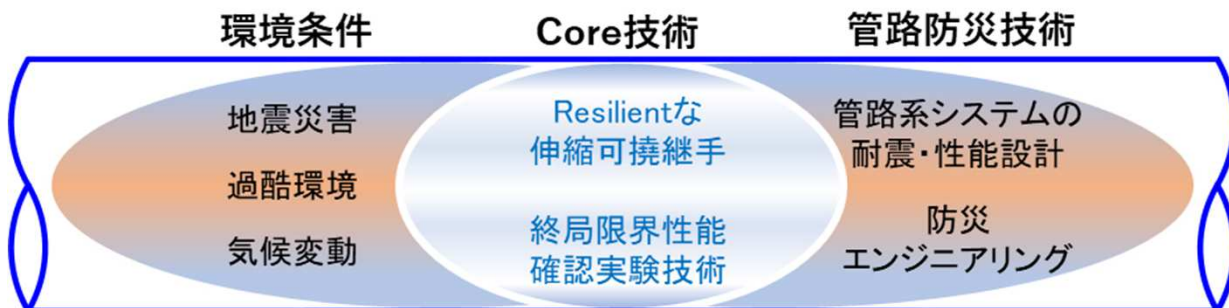 環境条件
Core技術
管路防災技術
地震災害
過酷環境
気候変動
Resilientな
伸縮可撓継手
終局限界性能
確認実験技術
管路系システムの
耐震・性能設計
防災
エンジニアリング